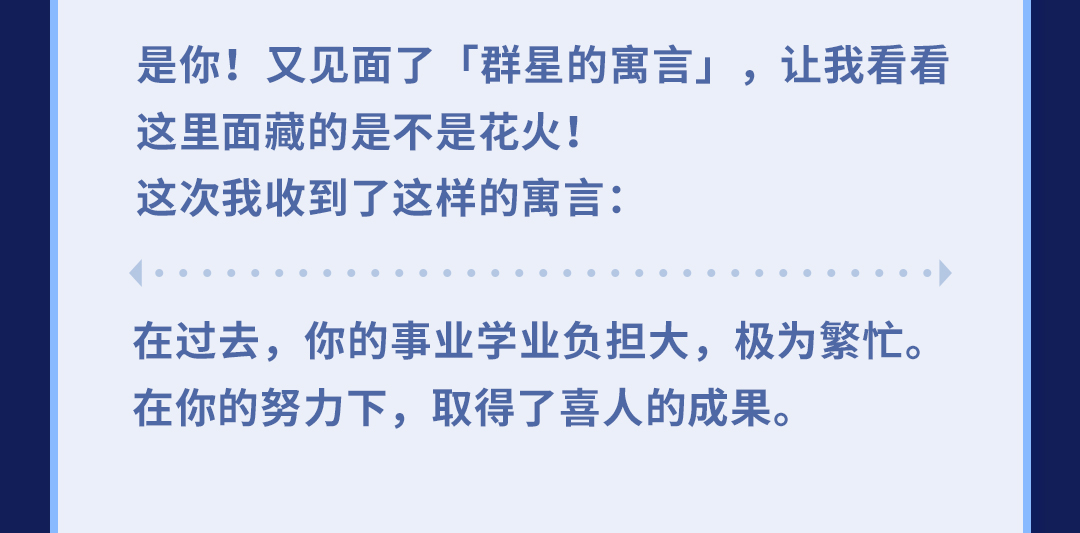 是你！又见面了「群星的寓言」，让我看看
这里面藏的是不是花火！
这次我收到了这样的寓言：
在过去，你的事业学业负担大，极为繁忙。
在你的努力下，取得了喜人的成果。